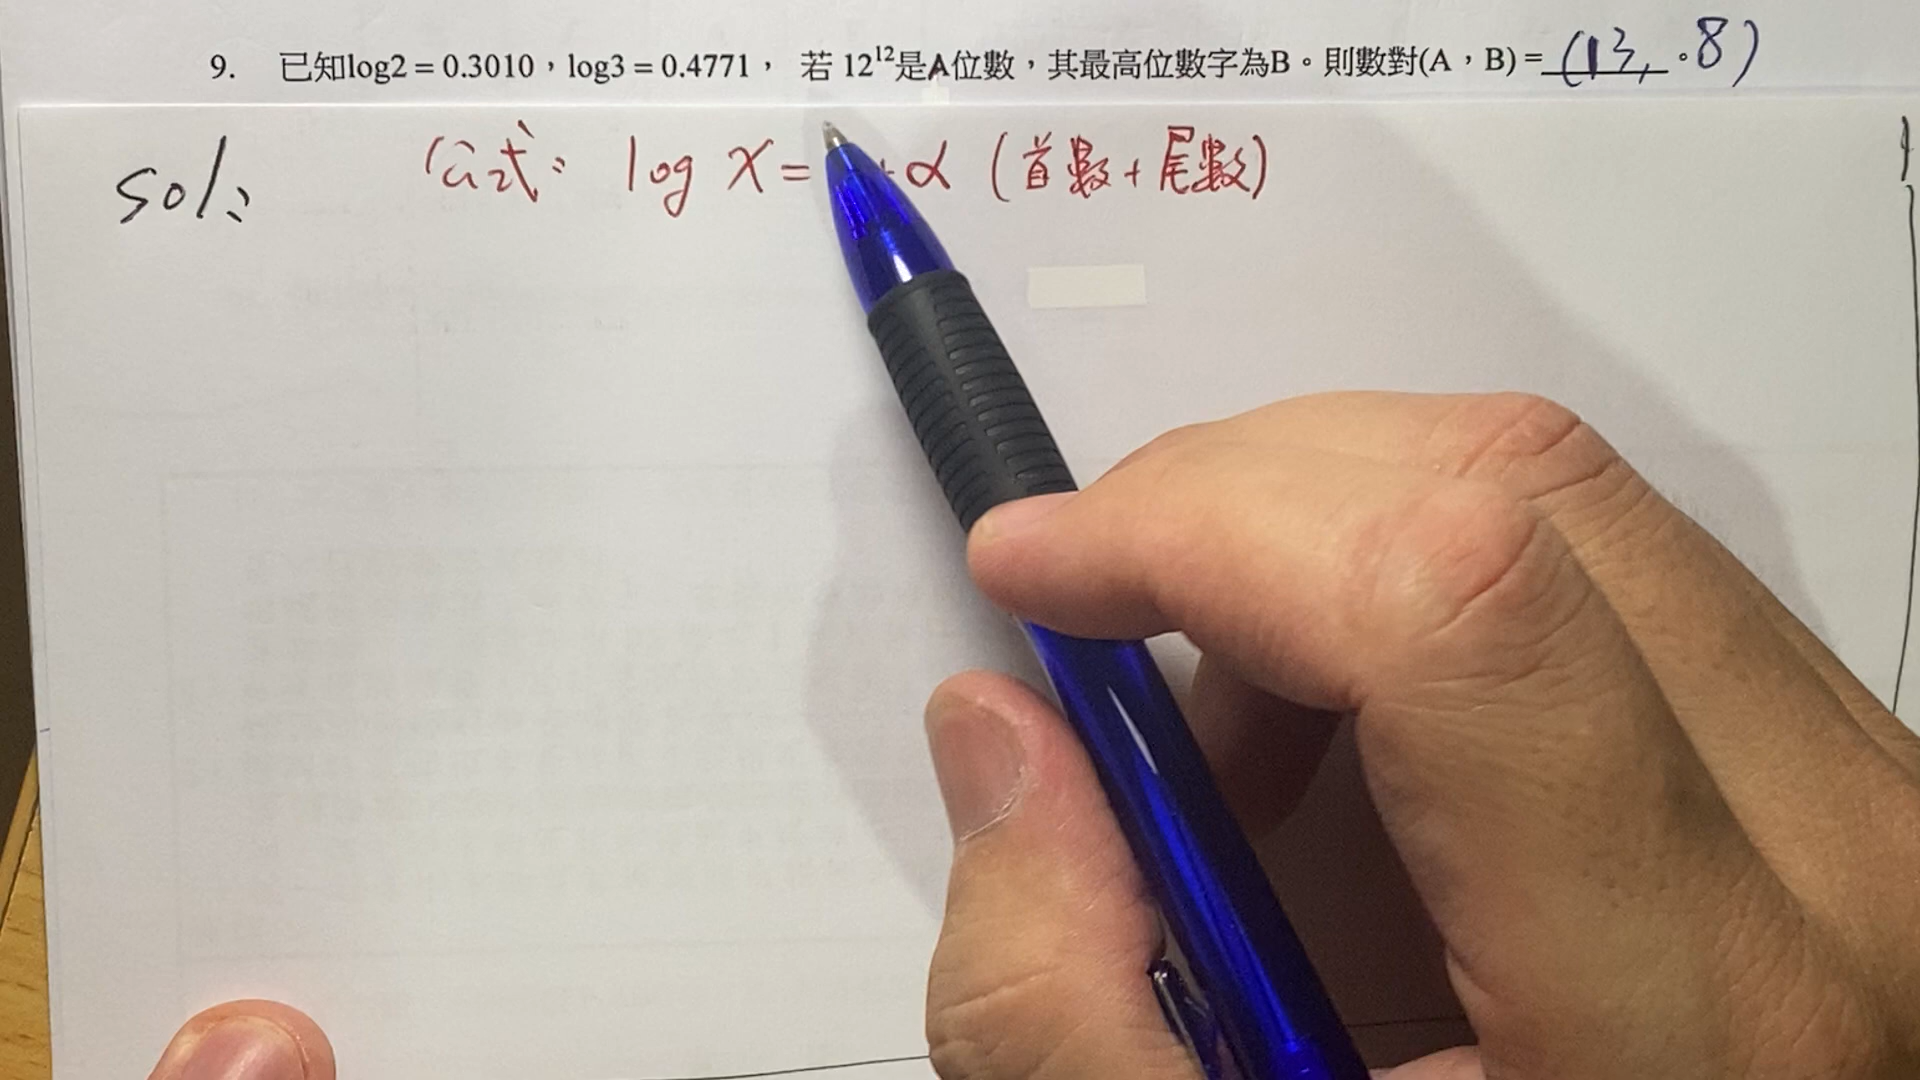 9. 已知log2 = 0.3010，log3 = 0.4771， 若 12¹²是A位數，其最高位數字為B。則數對(A，B) = (13, 8)。
sol: 公式: log x = +α (首數+尾數)